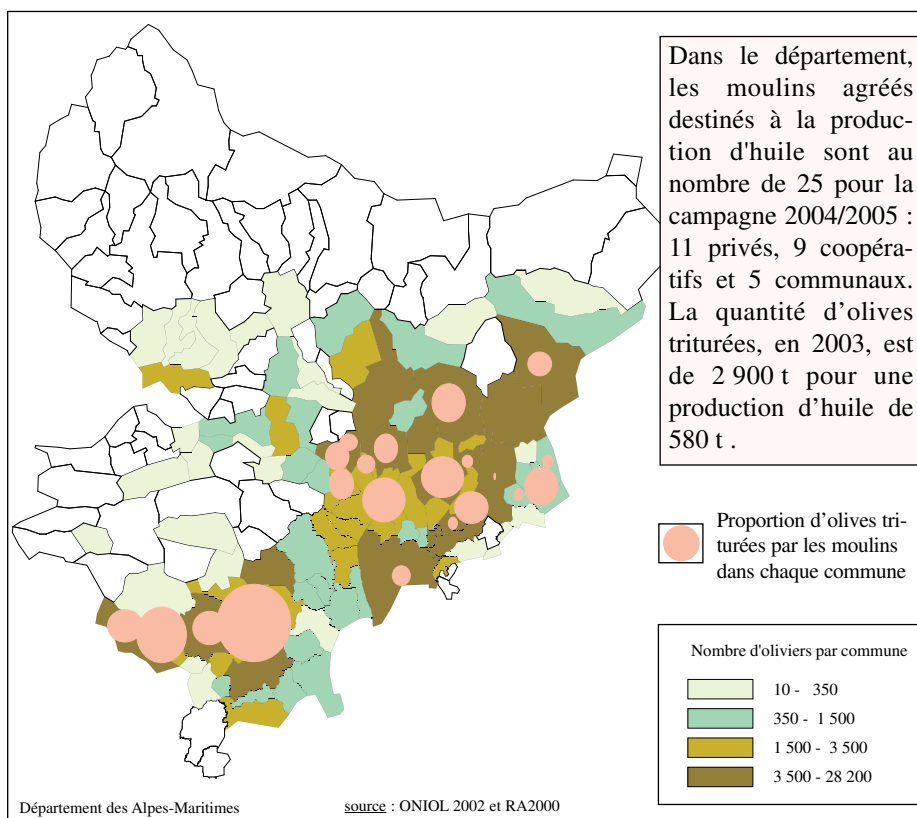 Dans le département,
les moulins agréés
destinés à la produc-
tion d'huile sont au
nombre de 25 pour la
campagne 2004/2005 :
11 privés, 9 coopéra-
tifs et 5 communaux.
La quantité d'olives
triturées, en 2003, est
de 2 900 t pour une
production d'huile de
580 t .
Proportion d'olives tri-
turées par les moulins
dans chaque commune
Nombre d'oliviers par commune
10 - 350
350 - 1 500
1 500 - 3 500
3 500 - 28 200
Département des Alpes-Maritimes
source : ONIOL 2002 et RA2000